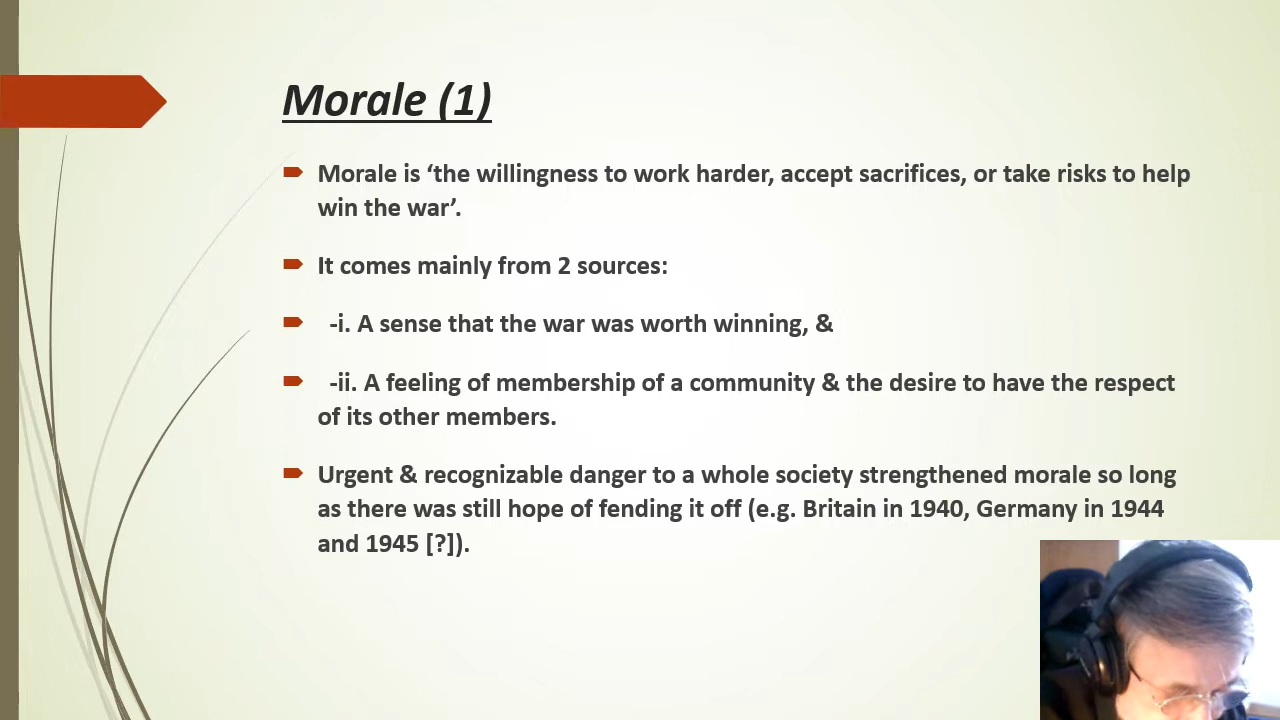 Morale (1)
Morale is ‘the willingness to work harder, accept sacrifices, or take risks to help
win the war’.
It comes mainly from 2 sources:
-i. A sense that the war was worth winning, &
-ii. A feeling of membership of a community & the desire to have the respect
of its other members.
Urgent & recognizable danger to a whole society strengthened morale so long
as there was still hope of fending it off (e.g. Britain in 1940, Germany in 1944
and 1945 [?]).